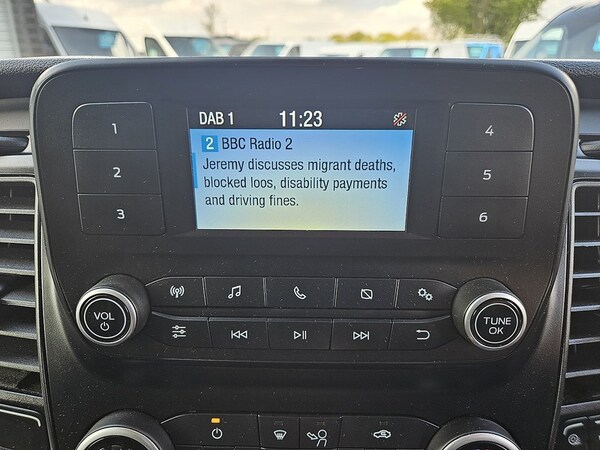 DAB 1 11:23
2 BBC Radio 2
Jeremy discusses migrant deaths,
blocked loos, disability payments
and driving fines.
1
2
3
4
5
6
VOL
TUNE
OK